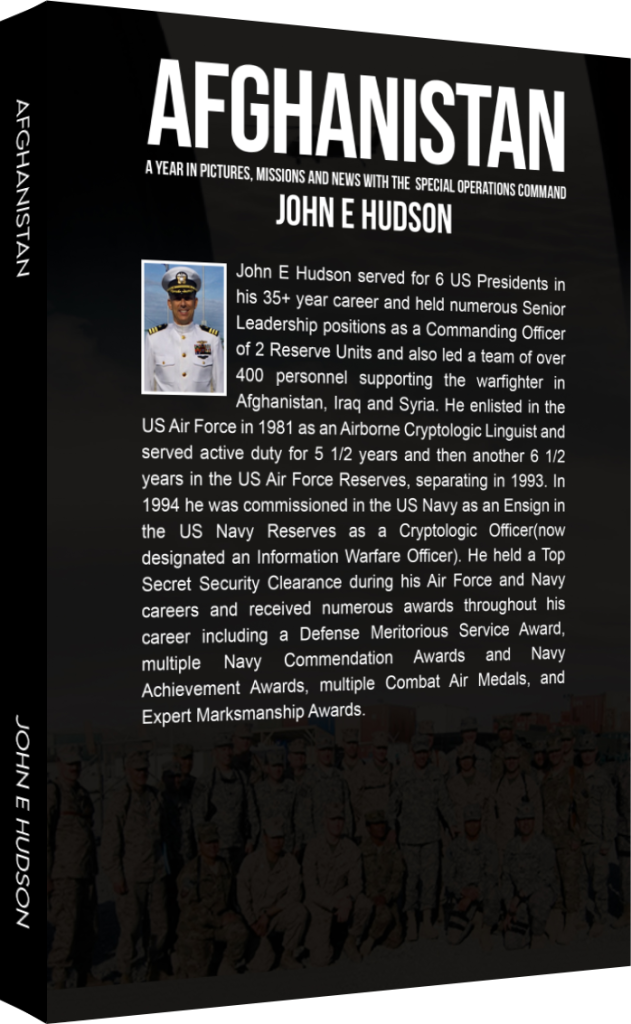 AFGHANISTAN
JOHN E HUDSON
AFGHANISTAN
A YEAR IN PICTURES, MISSIONS AND NEWS WITH THE SPECIAL OPERATIONS COMMAND
JOHN E HUDSON
John E Hudson served for 6 US Presidents in
his 35+ year career and held numerous Senior
Leadership positions as a Commanding Officer
of 2 Reserve Units and also led a team of over
400 personnel supporting the warfighter in
Afghanistan, Iraq and Syria. He enlisted in the
US Air Force in 1981 as an Airborne Cryptologic Linguist and
served active duty for 5 1/2 years and then another 6 1/2
years in the US Air Force Reserves, separating in 1993. In
1994 he was commissioned in the US Navy as an Ensign in
the US Navy Reserves as a Cryptologic Officer(now
designated an Information Warfare Officer). He held a Top
Secret Security Clearance during his Air Force and Navy
careers and received numerous awards throughout his
career including a Defense Meritorious Service Award,
multiple Navy Commendation Awards and Navy
Achievement Awards, multiple Combat Air Medals, and
Expert Marksmanship Awards.